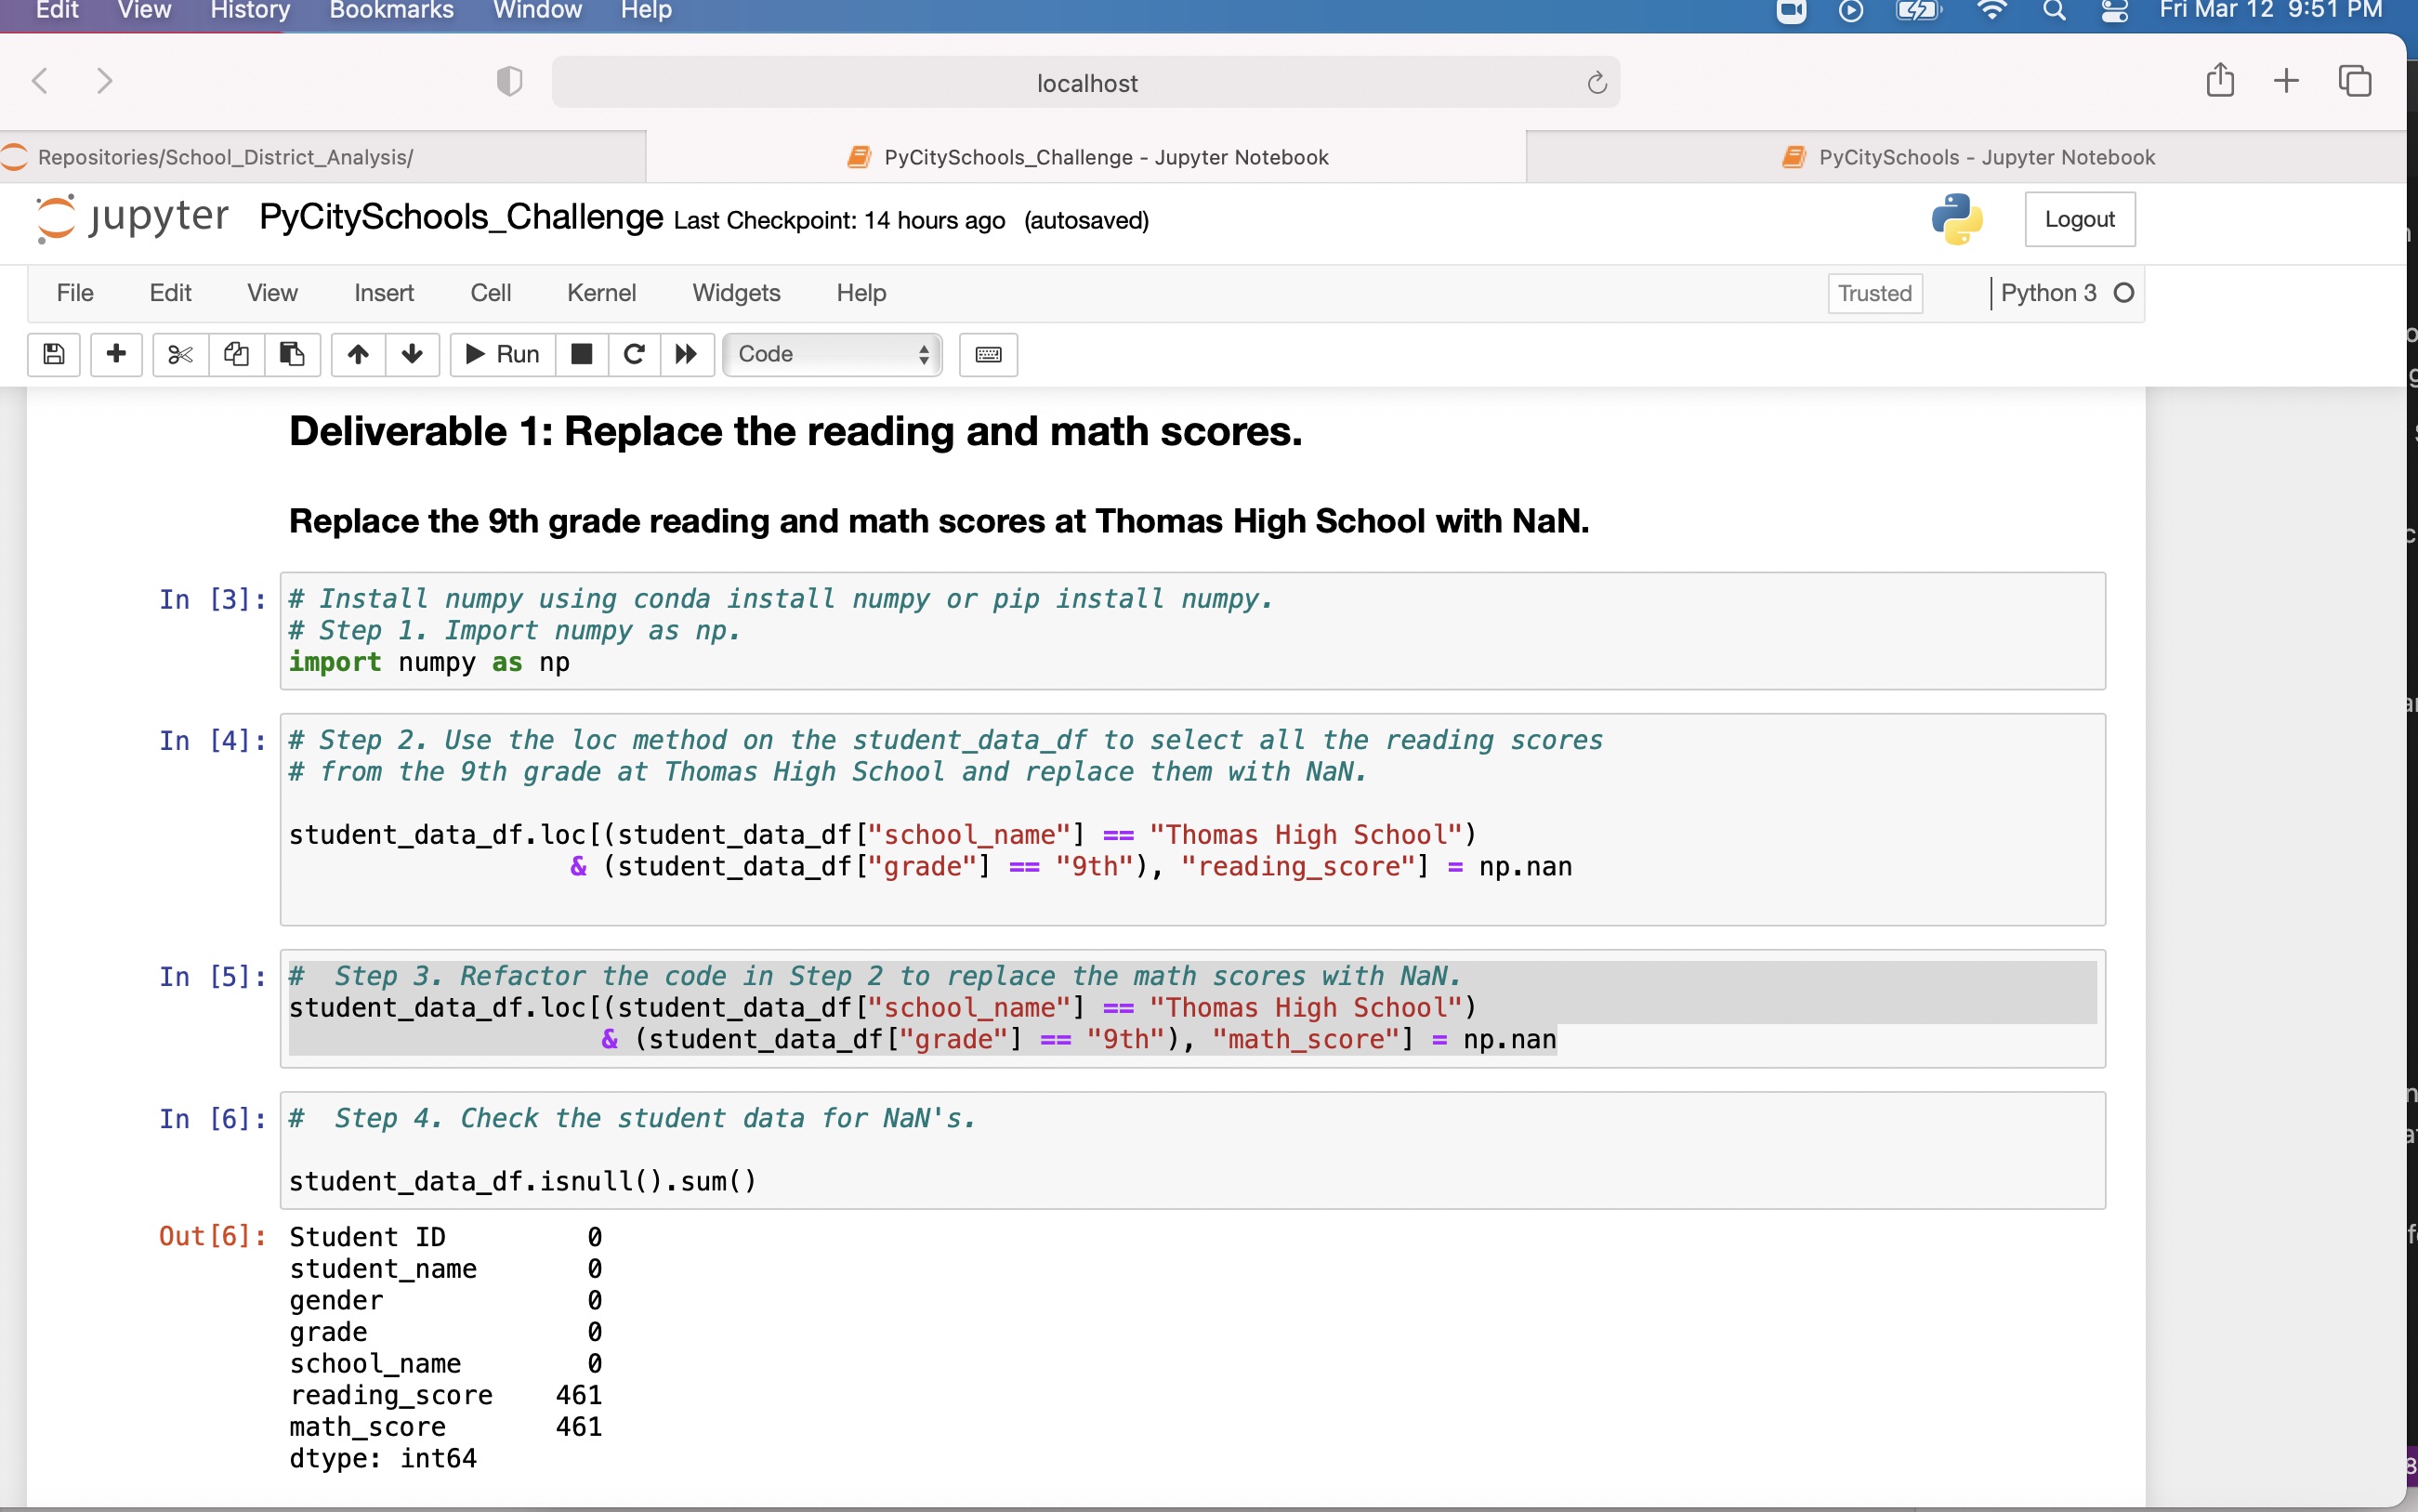 Edit View History Bookmarks Window Help Fri Mar 12 9:51 PM
localhost
Repositories/School_District_Analysis/ PyCitySchools_Challenge - Jupyter Notebook PyCitySchools - Jupyter Notebook
jupyter PyCitySchools_Challenge Last Checkpoint: 14 hours ago (autosaved) Logout
File Edit View Insert Cell Kernel Widgets Help Trusted Python 3
Run Code
Deliverable 1: Replace the reading and math scores.
Replace the 9th grade reading and math scores at Thomas High School with NaN.
In [3]: # Install numpy using conda install numpy or pip install numpy.
# Step 1. Import numpy as np.
import numpy as np
In [4]: # Step 2. Use the loc method on the student_data_df to select all the reading scores
# from the 9th grade at Thomas High School and replace them with NaN.
student_data_df.loc[(student_data_df["school_name"] == "Thomas High School")
& (student_data_df["grade"] == "9th"), "reading_score"] = np.nan
In [5]: #  Step 3. Refactor the code in Step 2 to replace the math scores with NaN.
student_data_df.loc[(student_data_df["school_name"] == "Thomas High School")
& (student_data_df["grade"] == "9th"), "math_score"] = np.nan
In [6]: #  Step 4. Check the student data for NaN's.
student_data_df.isnull().sum()
Out[6]: Student ID 0
student_name 0
gender 0
grade 0
school_name 0
reading_score 461
math_score 461
dtype: int64